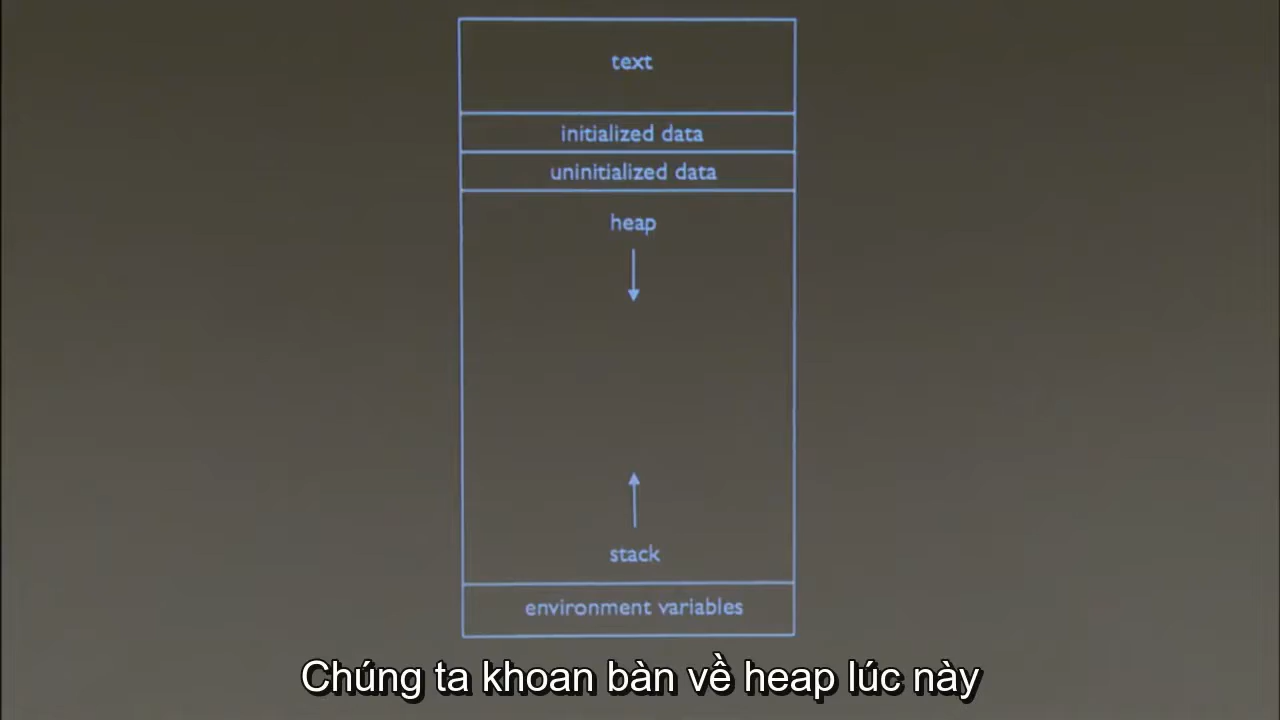 text
initialized data
uninitialized data
heap
stack
environment variables
Chúng ta khoan bàn về heap lúc này